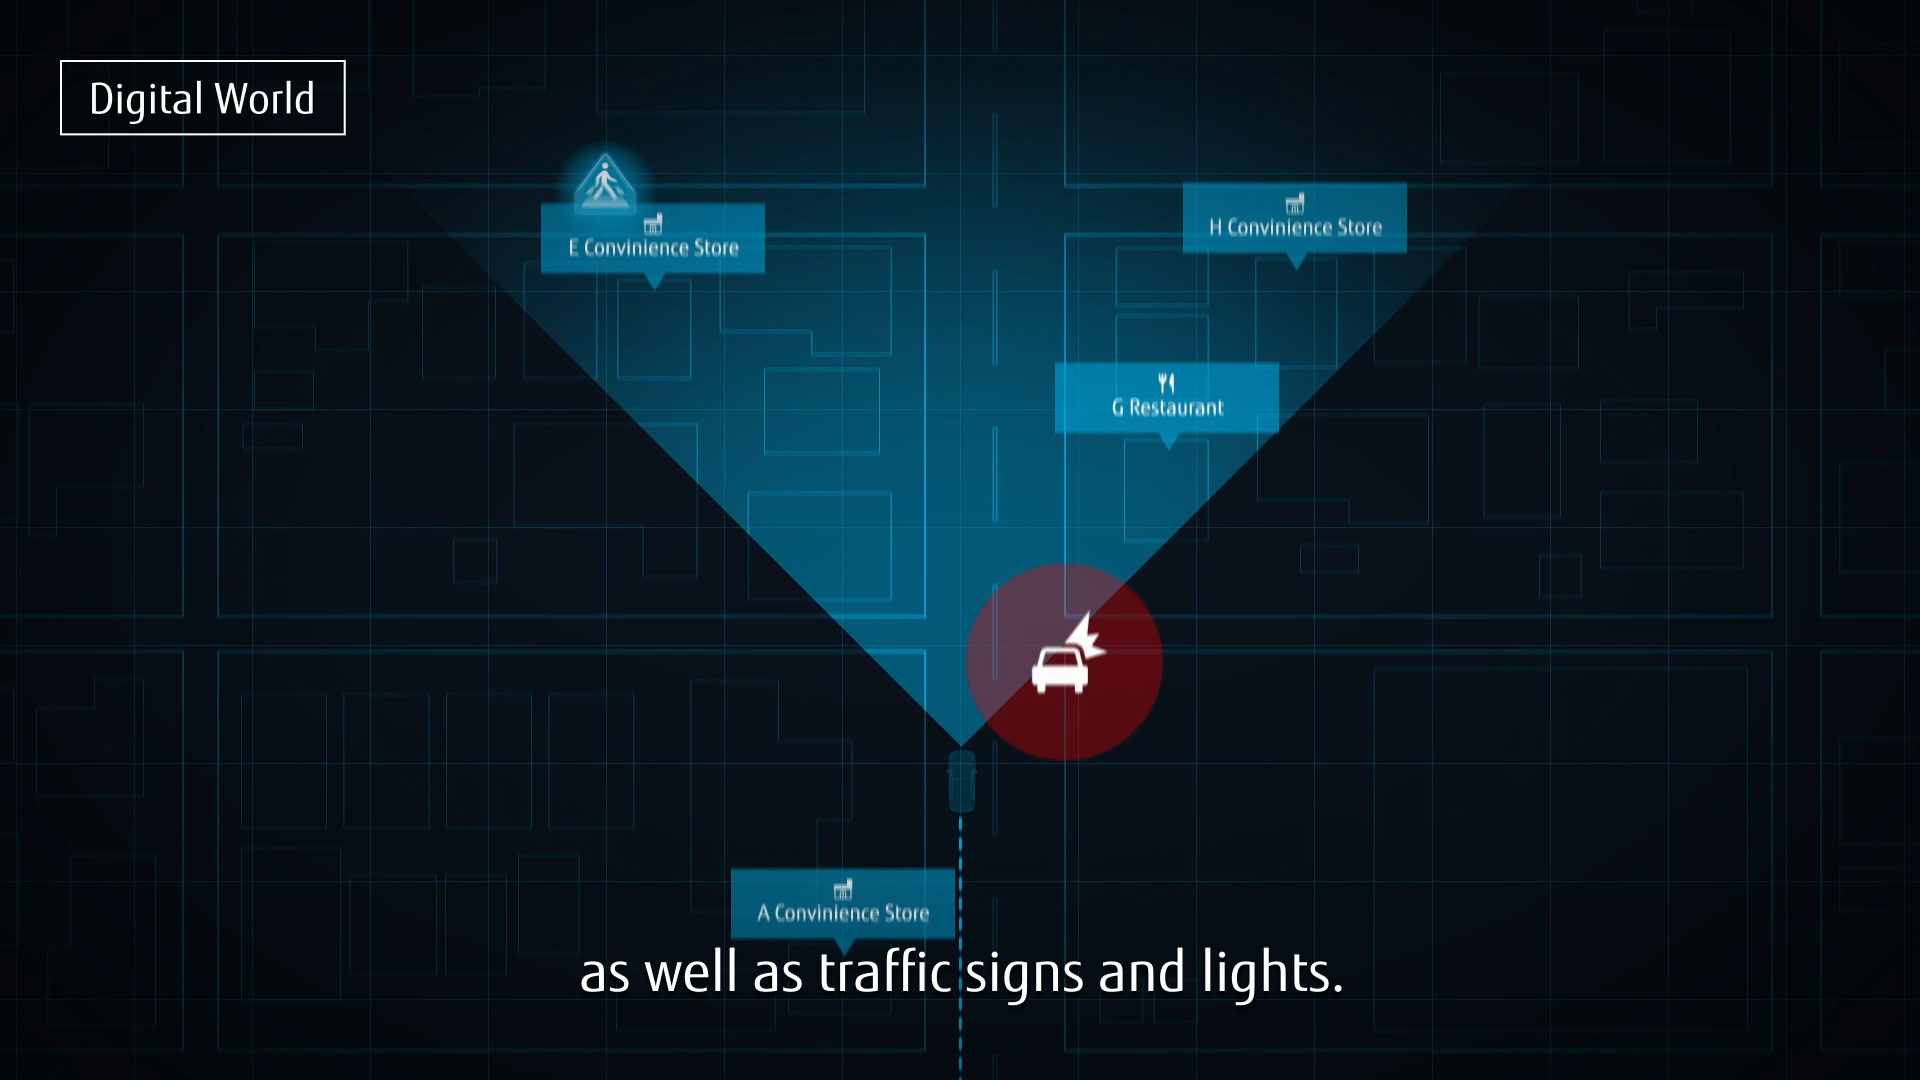 Digital World
E Convinience Store
H Convinience Store
G Restaurant
A Convinience Store
as well as traffic signs and lights.